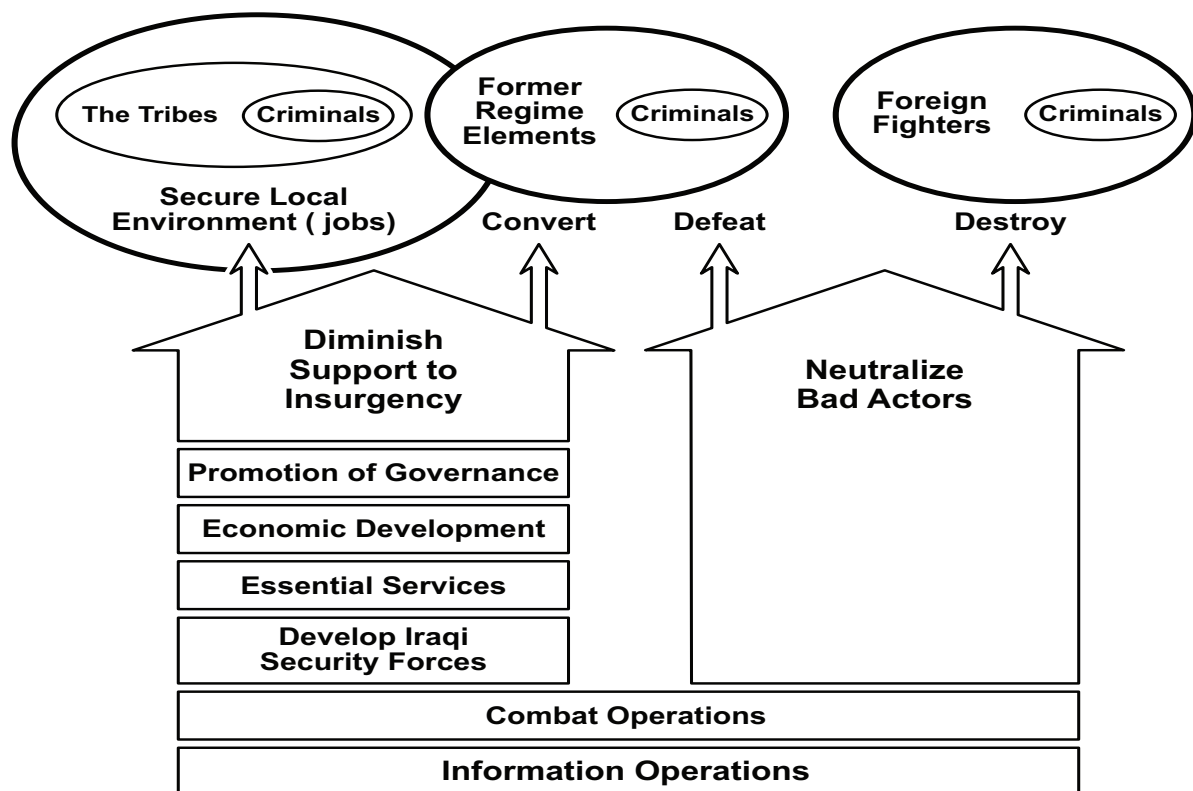 The Tribes
Criminals
Secure Local
Environment ( jobs)
Former
Regime
Elements
Criminals
Convert
Defeat
Foreign
Fighters
Criminals
Destroy
Diminish
Support to
Insurgency
Neutralize
Bad Actors
Promotion of Governance
Economic Development
Essential Services
Develop Iraqi
Security Forces
Combat Operations
Information Operations